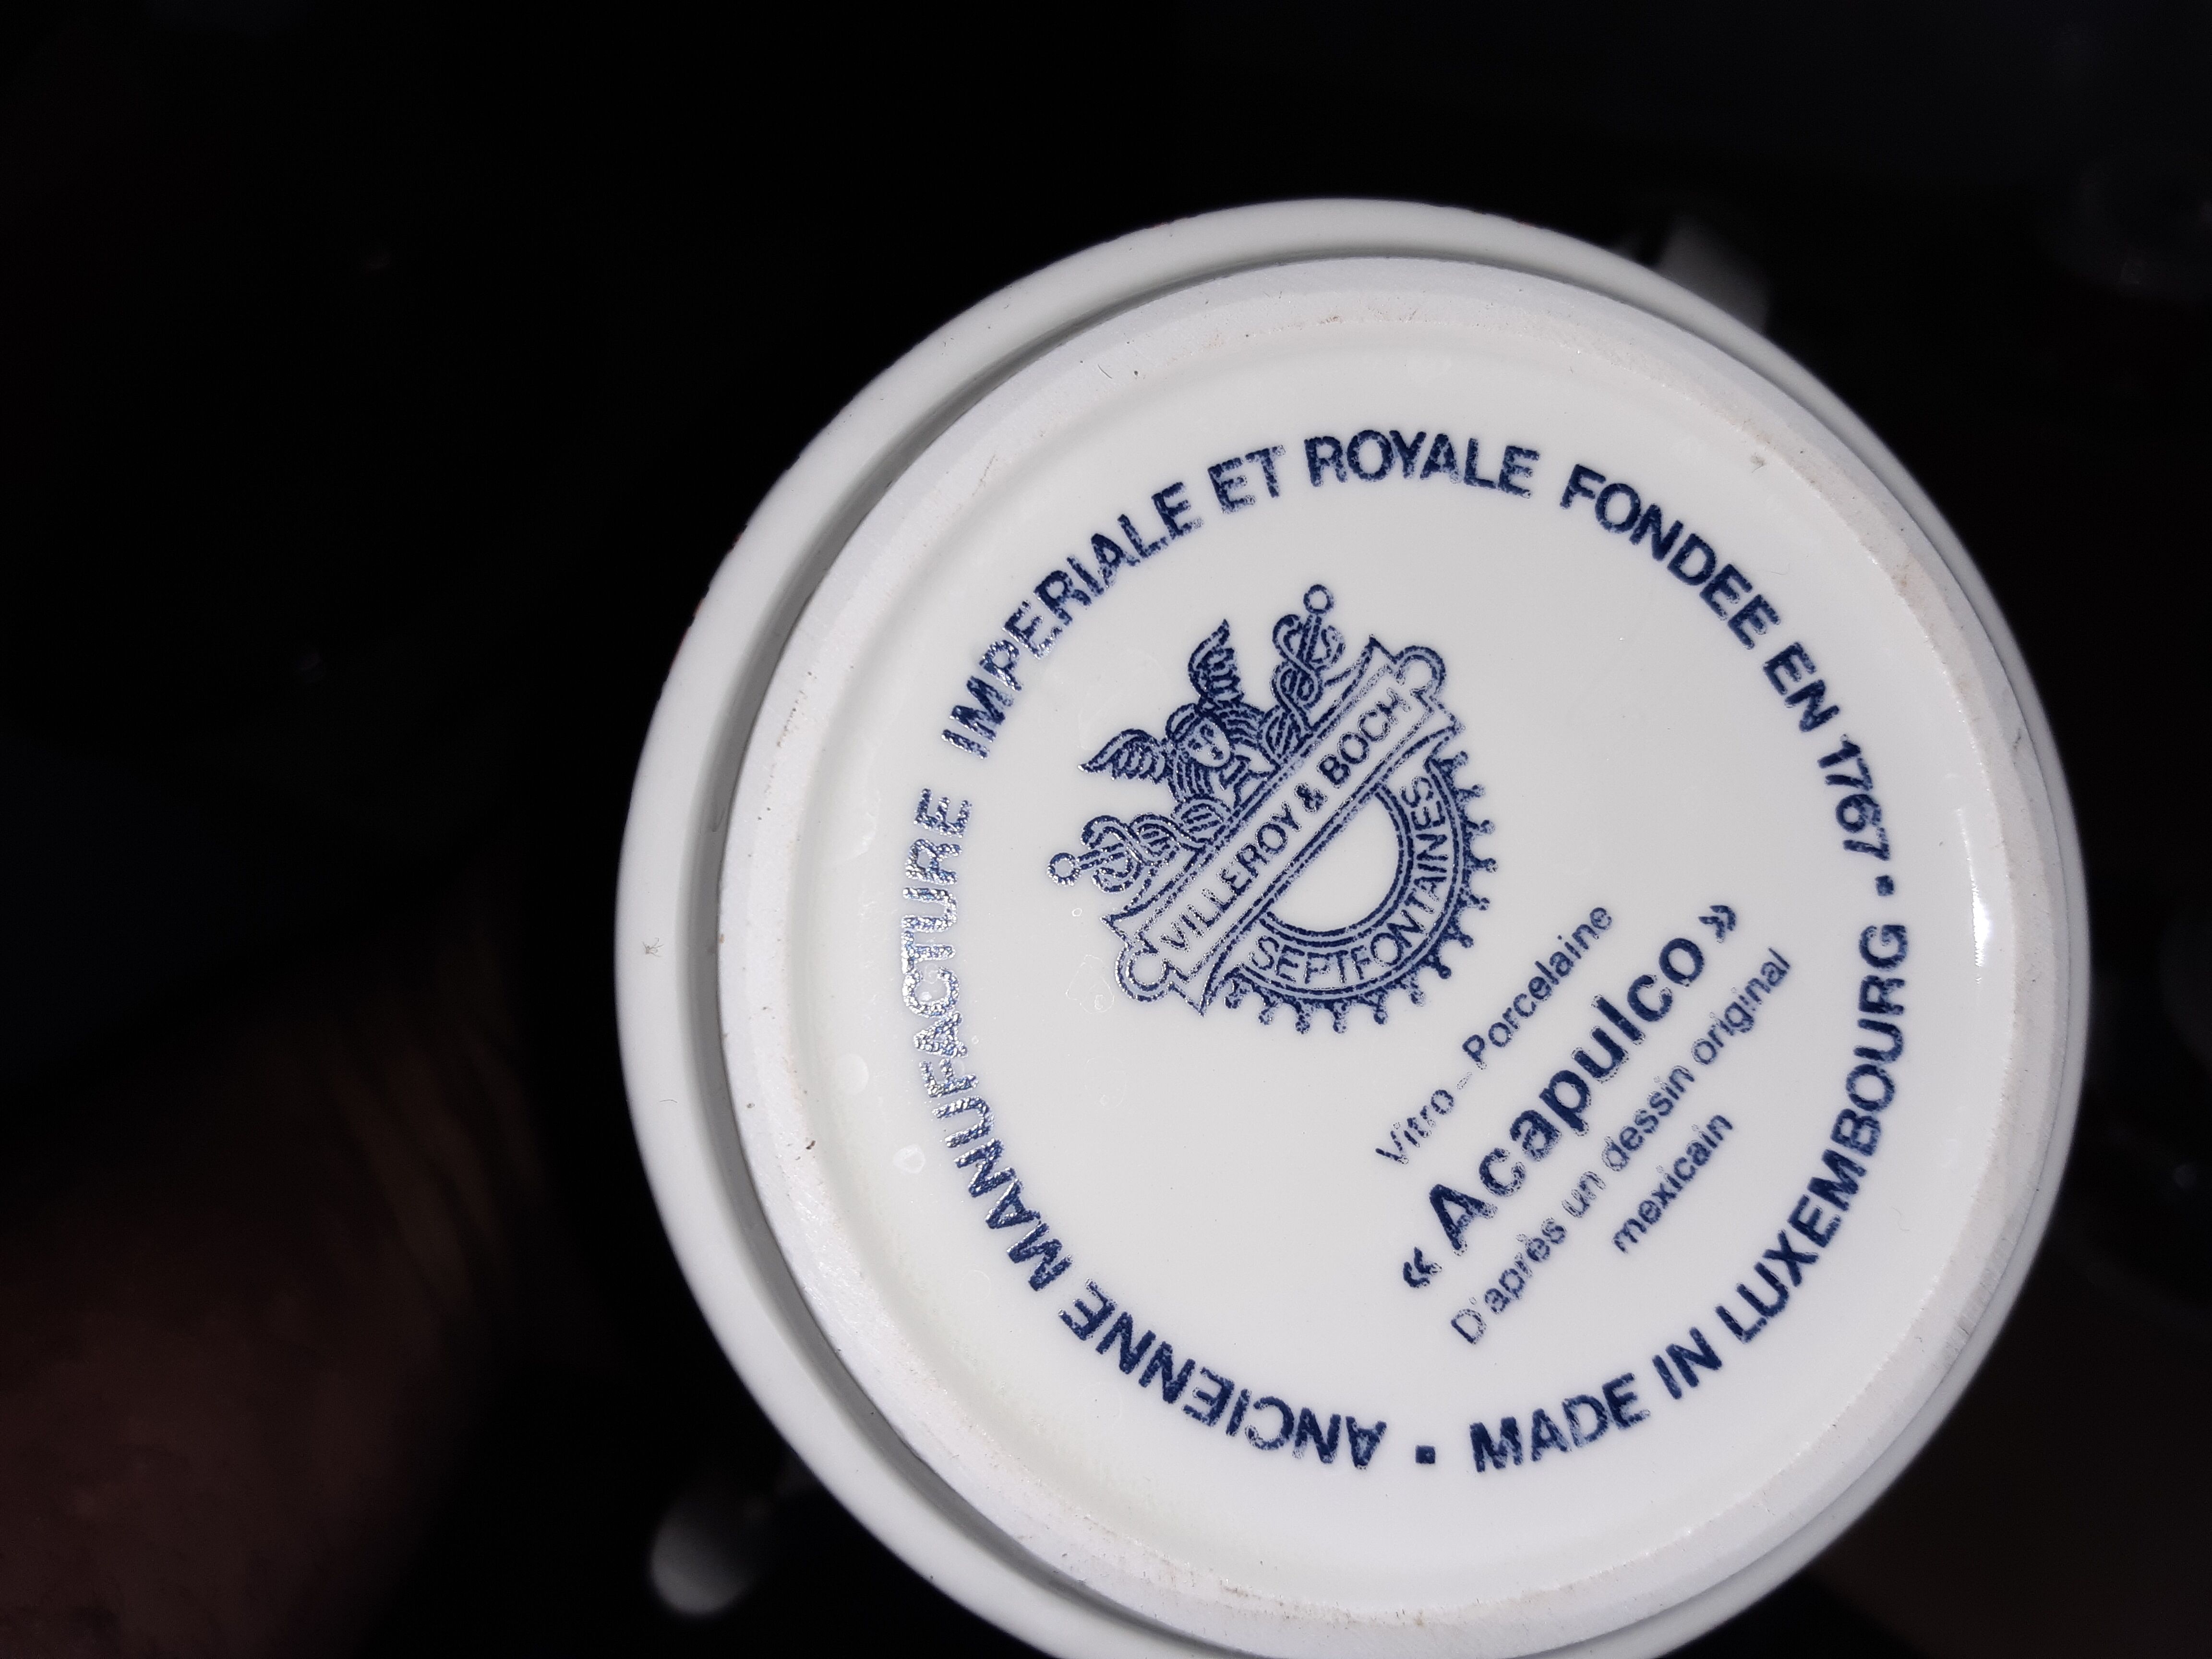 ANCIENNE MANUFACTURE IMPERIALE ET ROYALE FONDEE EN 1767 ·
MADE IN LUXEMBOURG ·
VILLEROY & BOCH
SEPTFONTAINES
Vitro-Porcelaine
« Acapulco »
D'après un dessin original
mexicain